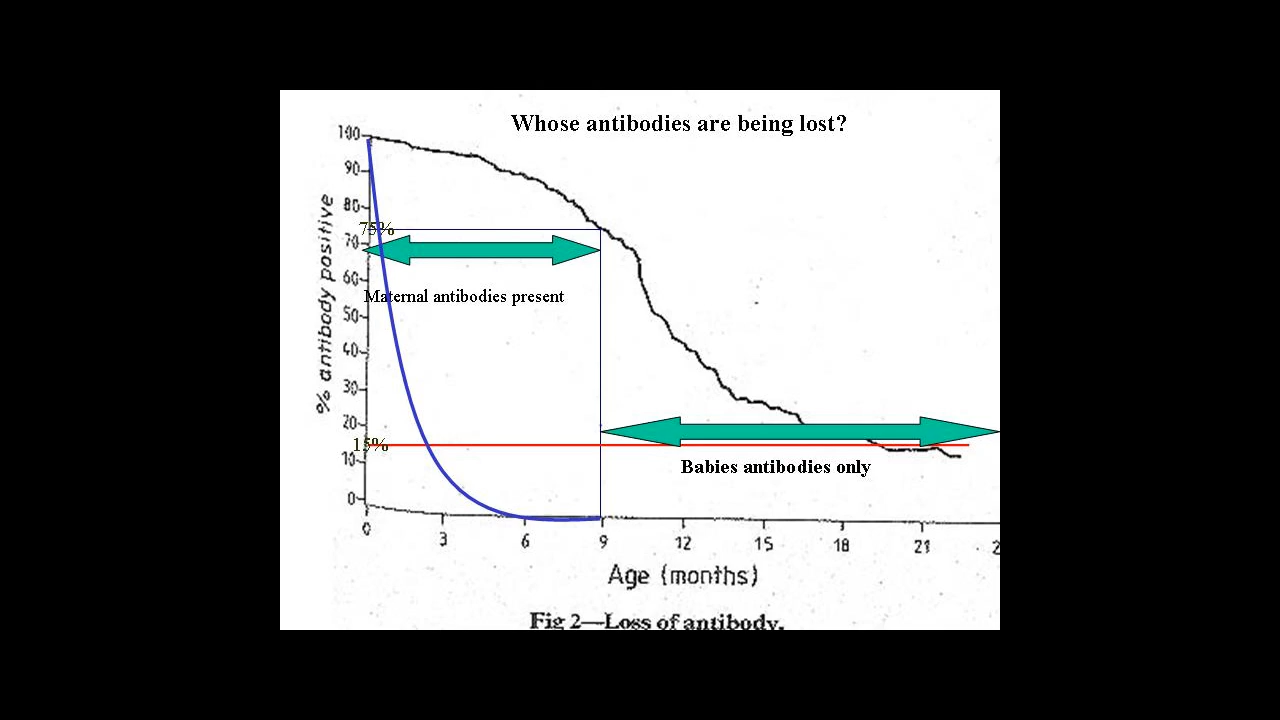 Whose antibodies are being lost?
% antibody positive
100
90
80
75%
70
60
Maternal antibodies present
50
40
30
20
15%
Babies antibodies only
10
0
0 3 6 9 12 15 18 21 2
Age (months)
Fig 2—Loss of antibody.